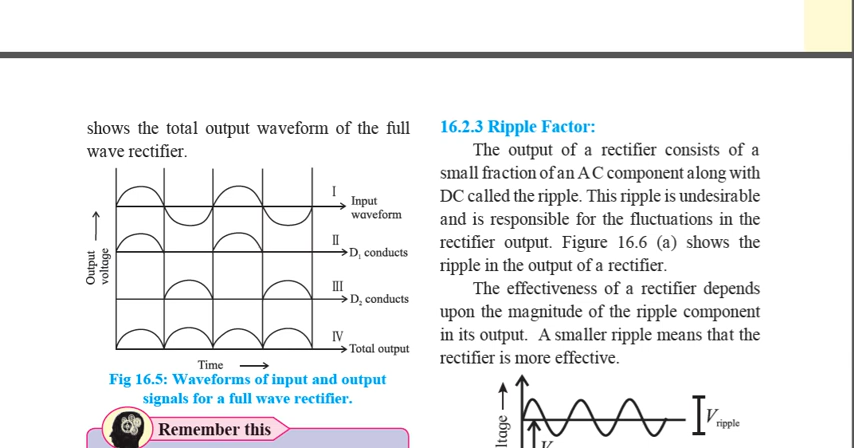 shows the total output waveform of the full
wave rectifier.
I
Input
waveform
II
D₁ conducts
III
D₂ conducts
IV
Total output
Output
voltage
Time
Fig 16.5: Waveforms of input and output
signals for a full wave rectifier.
Remember this
16.2.3 Ripple Factor:
The output of a rectifier consists of a
small fraction of an AC component along with
DC called the ripple. This ripple is undesirable
and is responsible for the fluctuations in the
rectifier output. Figure 16.6 (a) shows the
ripple in the output of a rectifier.
The effectiveness of a rectifier depends
upon the magnitude of the ripple component
in its output. A smaller ripple means that the
rectifier is more effective.
V ripple